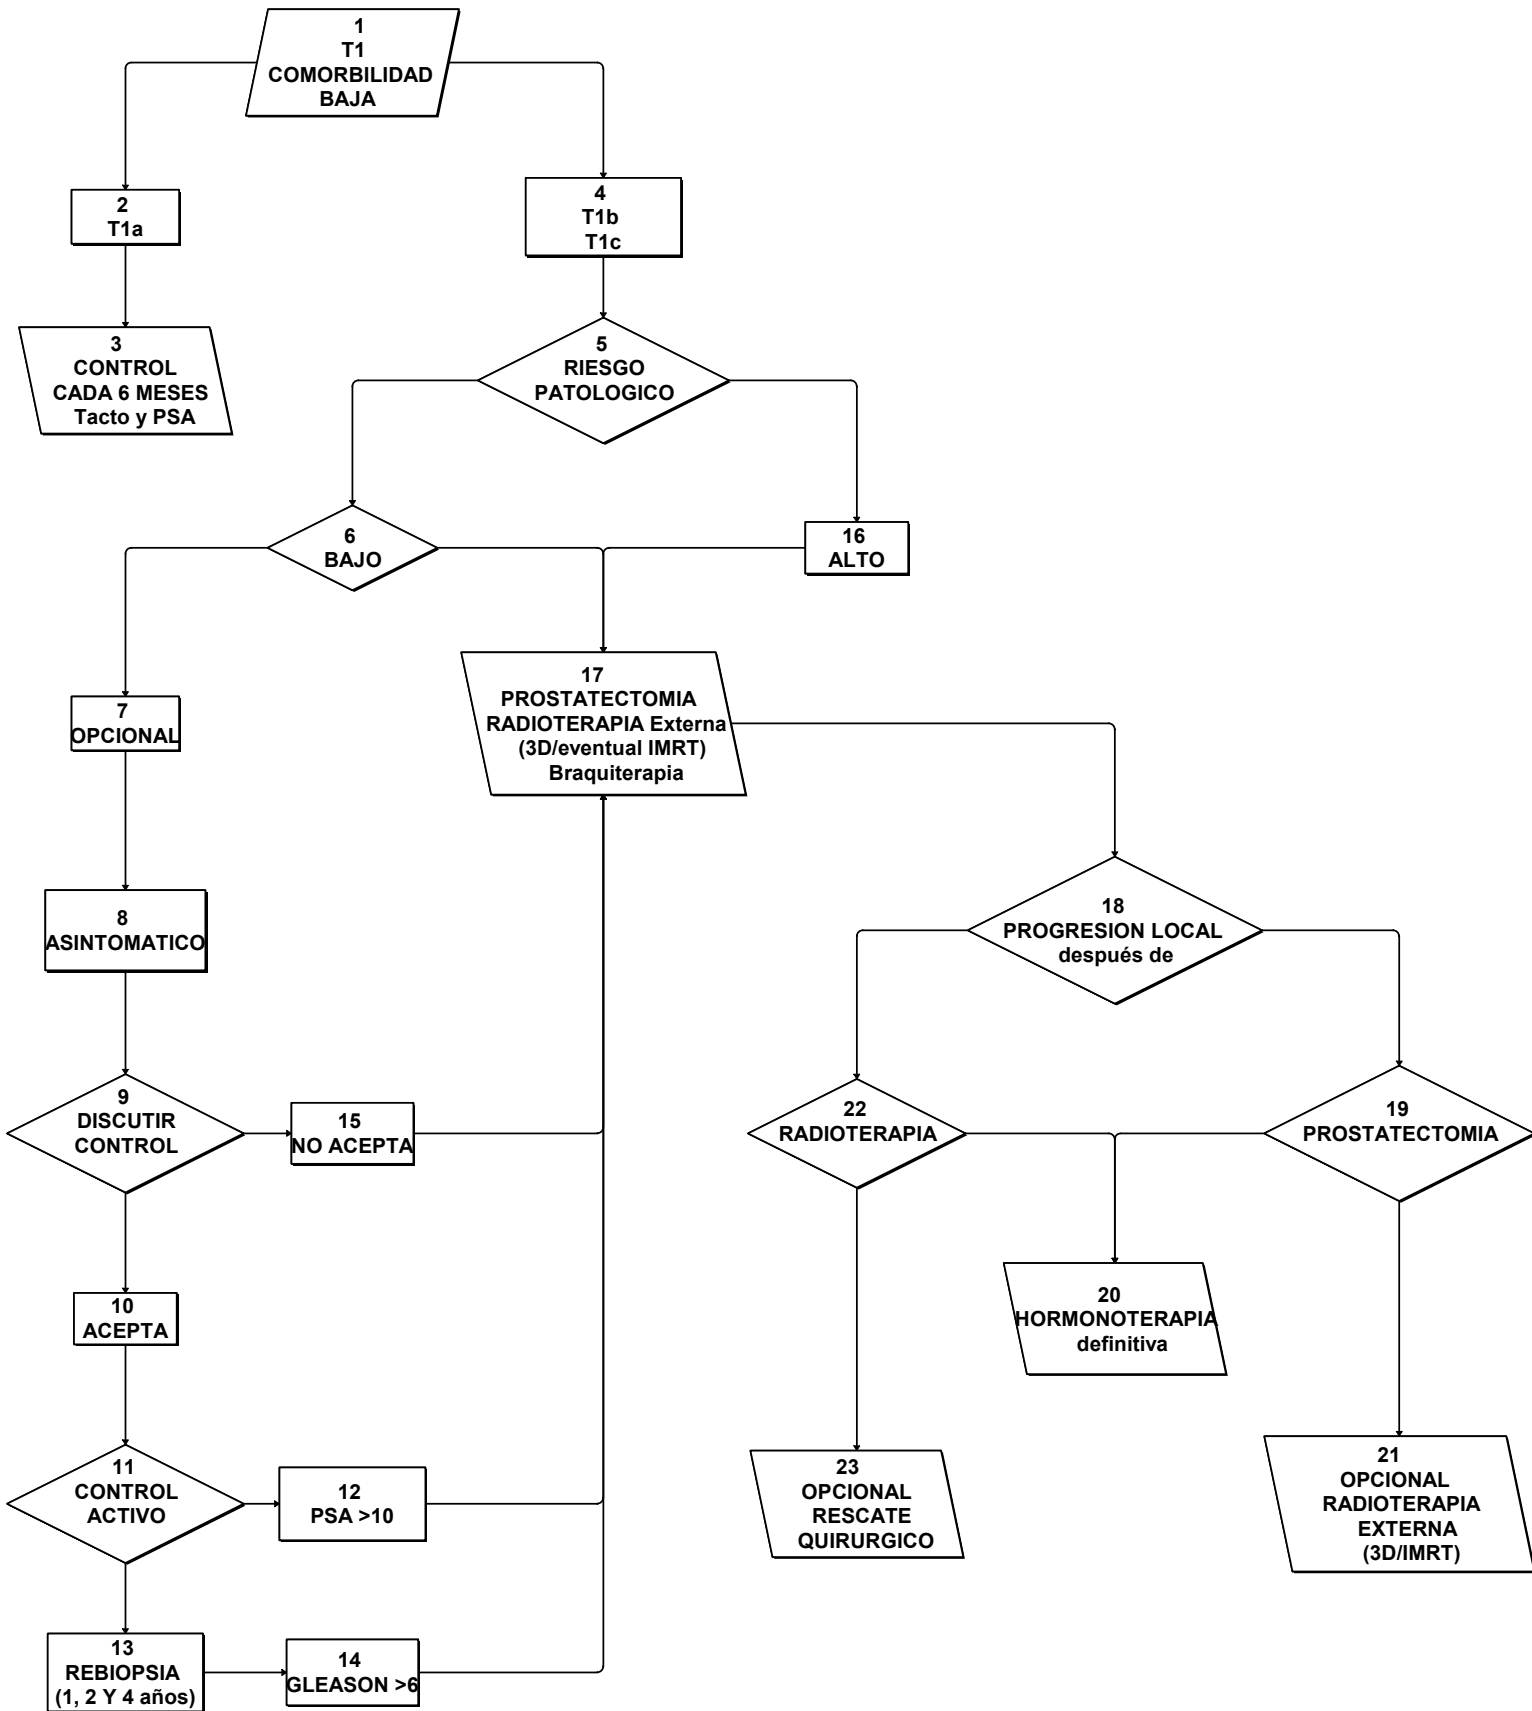 1
T1
COMORBILIDAD
BAJA
2
T1a
3
CONTROL
CADA 6 MESES
Tacto y PSA
4
T1b
T1c
5
RIESGO
PATOLOGICO
6
BAJO
16
ALTO
7
OPCIONAL
17
PROSTATECTOMIA
RADIOTERAPIA Externa
(3D/eventual IMRT)
Braquiterapia
8
ASINTOMATICO
18
PROGRESION LOCAL
después de
9
DISCUTIR
CONTROL
15
NO ACEPTA
22
RADIOTERAPIA
19
PROSTATECTOMIA
10
ACEPTA
20
HORMONOTERAPIA
definitiva
11
CONTROL
ACTIVO
12
PSA >10
23
OPCIONAL
RESCATE
QUIRURGICO
21
OPCIONAL
RADIOTERAPIA
EXTERNA
(3D/IMRT)
13
REBIOPSIA
(1, 2 Y 4 años)
14
GLEASON >6